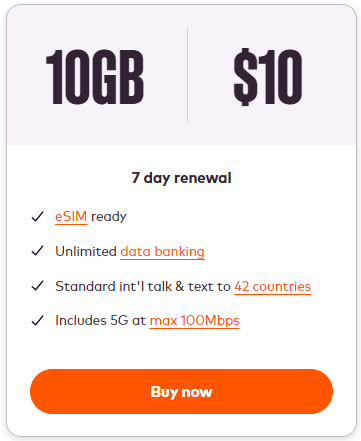 10GB $10
7 day renewal
eSIM ready
Unlimited data banking
Standard int'l talk & text to 42 countries
Includes 5G at max 100Mbps
Buy now